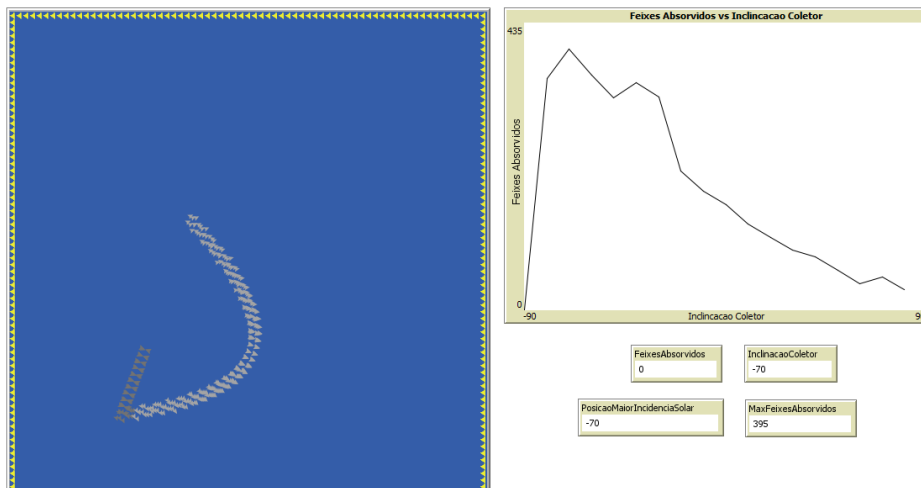 Feixes Absorvidos vs Inclincacao Coletor
435
Feixes Absorvidos
0
-90
Inclincacao Coletor
9
FeixesAbsorvidos
0
InclinacaoColetor
-70
PosicaoMaiorIncidenciaSolar
-70
MaxFeixesAbsorvidos
395